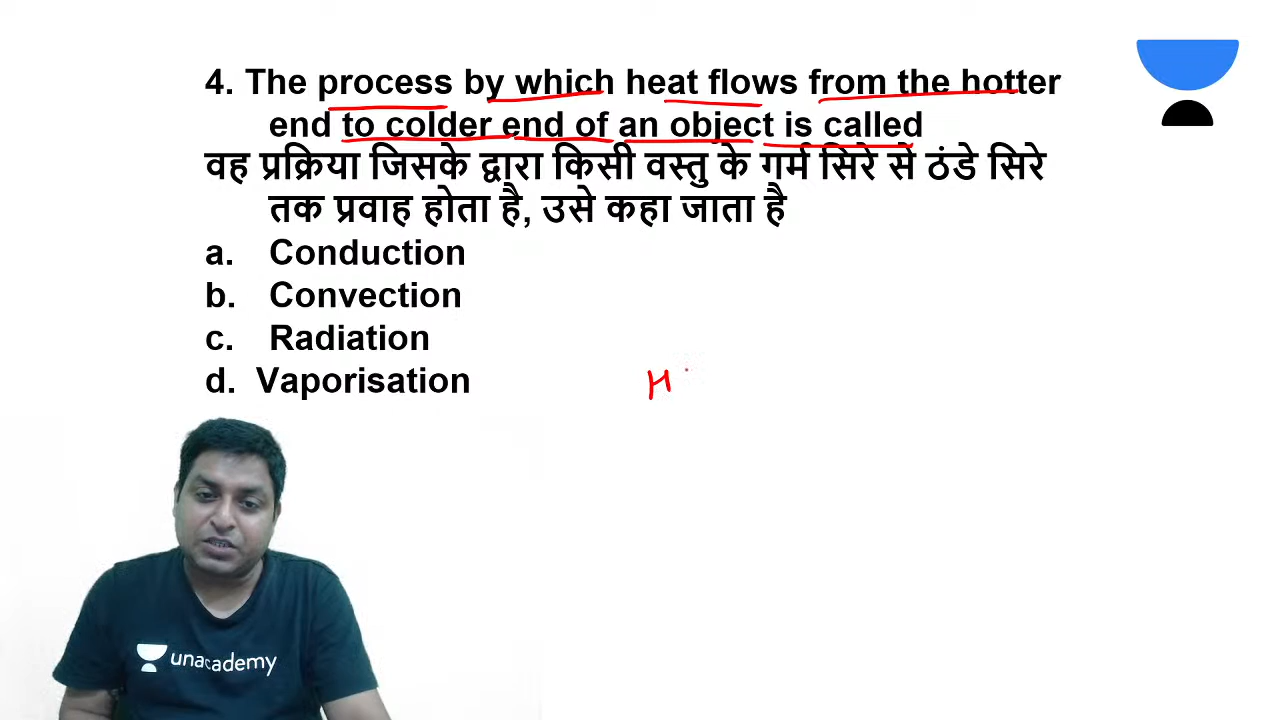 4. The process by which heat flows from the hotter
end to colder end of an object is called
वह प्रक्रिया जिसके द्वारा किसी वस्तु के गर्म सिरे से ठंडे सिरे
तक प्रवाह होता है, उसे कहा जाता है
a. Conduction
b. Convection
c. Radiation
d. Vaporisation
H
unacademy